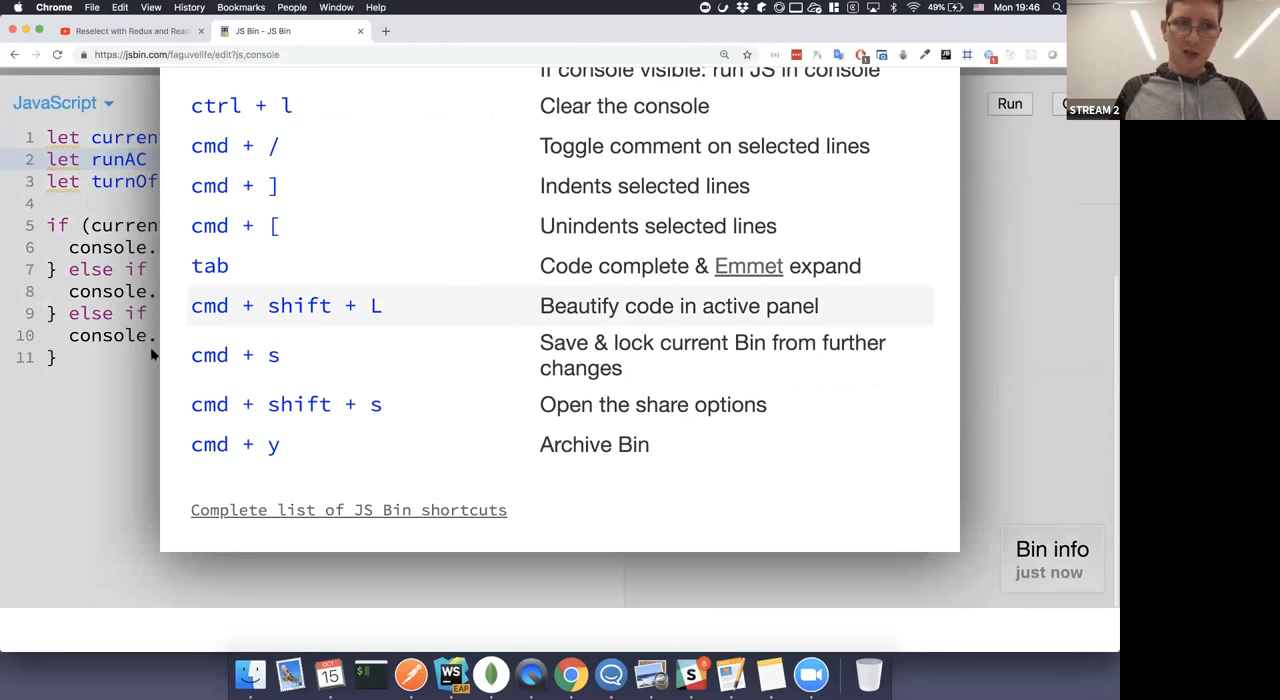 Chrome File Edit View History Bookmarks People Window Help 49% Mon 19:46
Reselect with Redux and Reac × JS Bin - JS Bin × +
https://jsbin.com/faguvelife/edit?js,console
STREAM 2
JavaScript
Run
1 let curren
2 let runAC
3 let turnOf
4
5 if (curren
6 console.
7 } else if
8 console.
9 } else if
10 console.
11 }
If console visible: run JS in console
ctrl + l Clear the console
cmd + / Toggle comment on selected lines
cmd + ] Indents selected lines
cmd + [ Unindents selected lines
tab Code complete & Emmet expand
cmd + shift + L Beautify code in active panel
cmd + s Save & lock current Bin from further
changes
cmd + shift + s Open the share options
cmd + y Archive Bin
Complete list of JS Bin shortcuts
Bin info
just now
OCT
15
WS
EAP
S
8